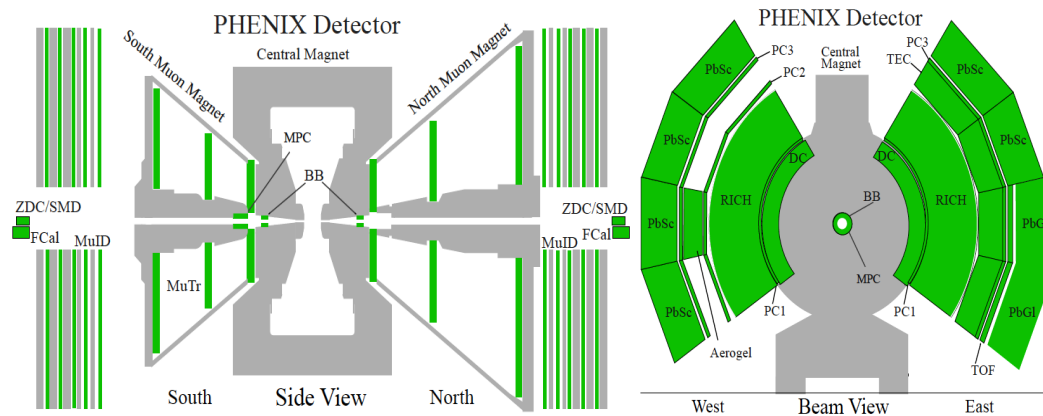 PHENIX Detector
Central Magnet
South Muon Magnet
North Muon Magnet
MPC
BB
ZDC/SMD
FCal
MuID
MuTr
ZDC/SMD
FCal
MuID
South
Side View
North
PHENIX Detector
Central
Magnet
PC3
PC2
PC3
TEC
PbSc
PbSc
PbSc
PbSc
PbSc
PbSc
PbGl
PbGl
DC
DC
RICH
RICH
BB
MPC
PC1
PC1
Aerogel
TOF
West
Beam View
East